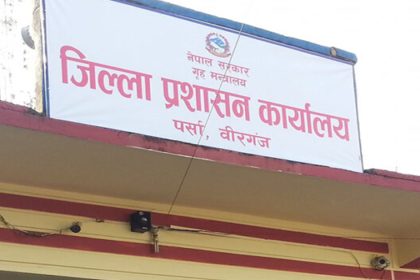 नेपाल सरकार
गृह मन्त्रालय
जिल्ला प्रशासन कार्यालय
पर्सा, वीरगंज